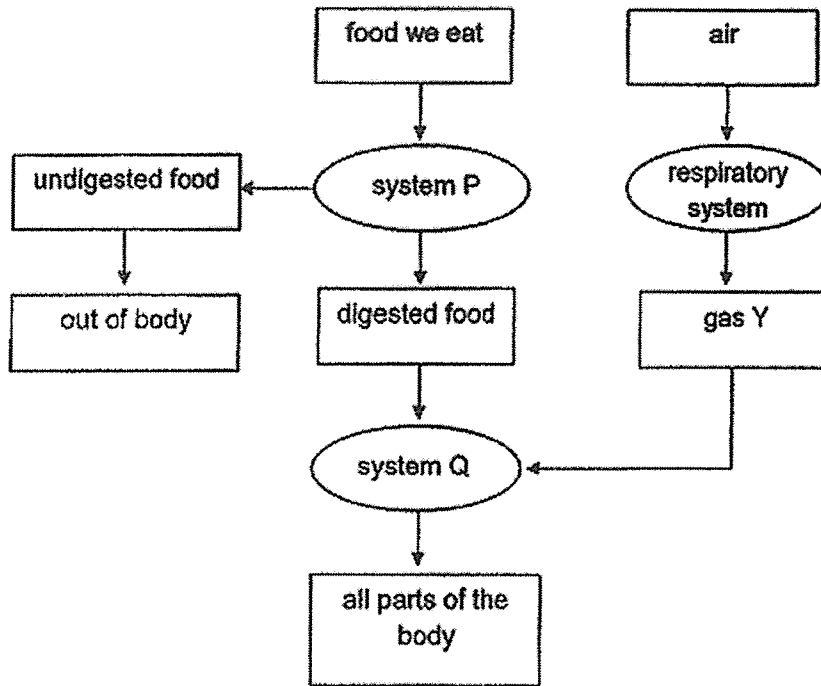 food we eat
air
undigested food
system P
respiratory
system
out of body
digested food
gas Y
system Q
all parts of the
body